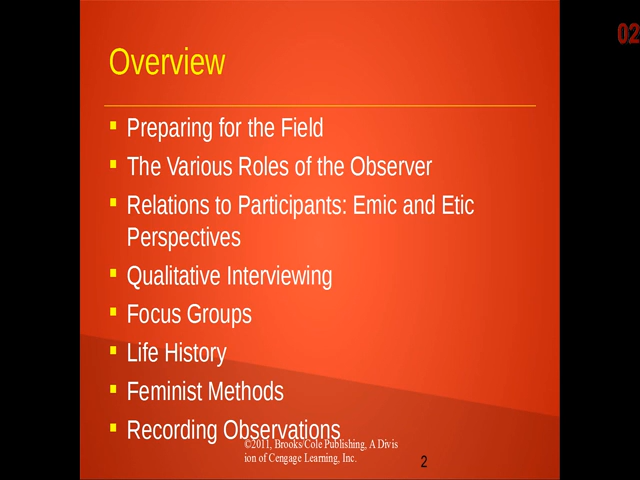 Overview
02
Preparing for the Field
The Various Roles of the Observer
Relations to Participants: Emic and Etic
Perspectives
Qualitative Interviewing
Focus Groups
Life History
Feminist Methods
Recording Observations
©2011, Brooks/Cole Publishing, A Divis
ion of Cengage Learning, Inc.
2